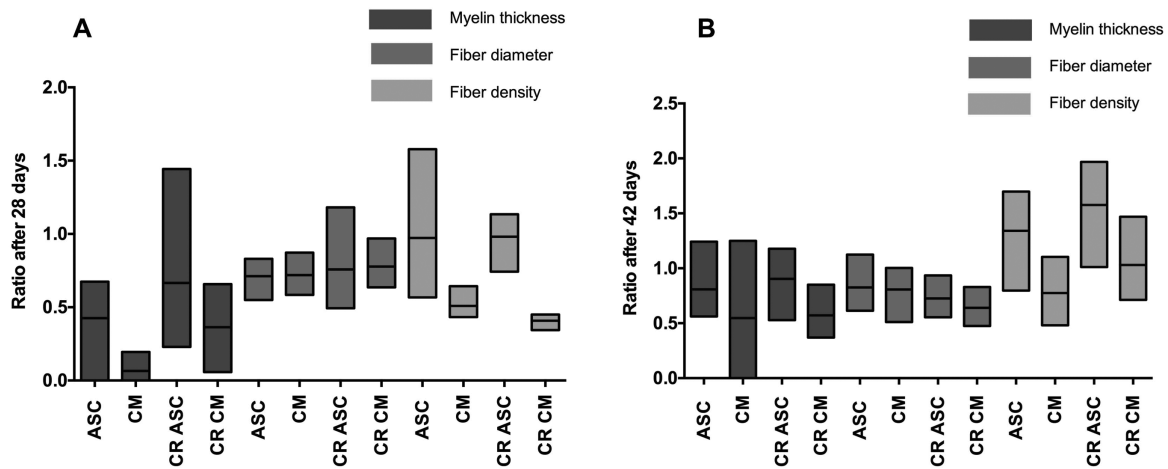 A
Myelin thickness
Fiber diameter
Fiber density
Ratio after 28 days
2.0
1.5
1.0
0.5
0.0
ASC
CM
CR ASC
CR CM
ASC
CM
CR ASC
CR CM
ASC
CM
CR ASC
CR CM
B
Myelin thickness
Fiber diameter
Fiber density
Ratio after 42 days
2.5
2.0
1.5
1.0
0.5
0.0
ASC
CM
CR ASC
CR CM
ASC
CM
CR ASC
CR CM
ASC
CM
CR ASC
CR CM